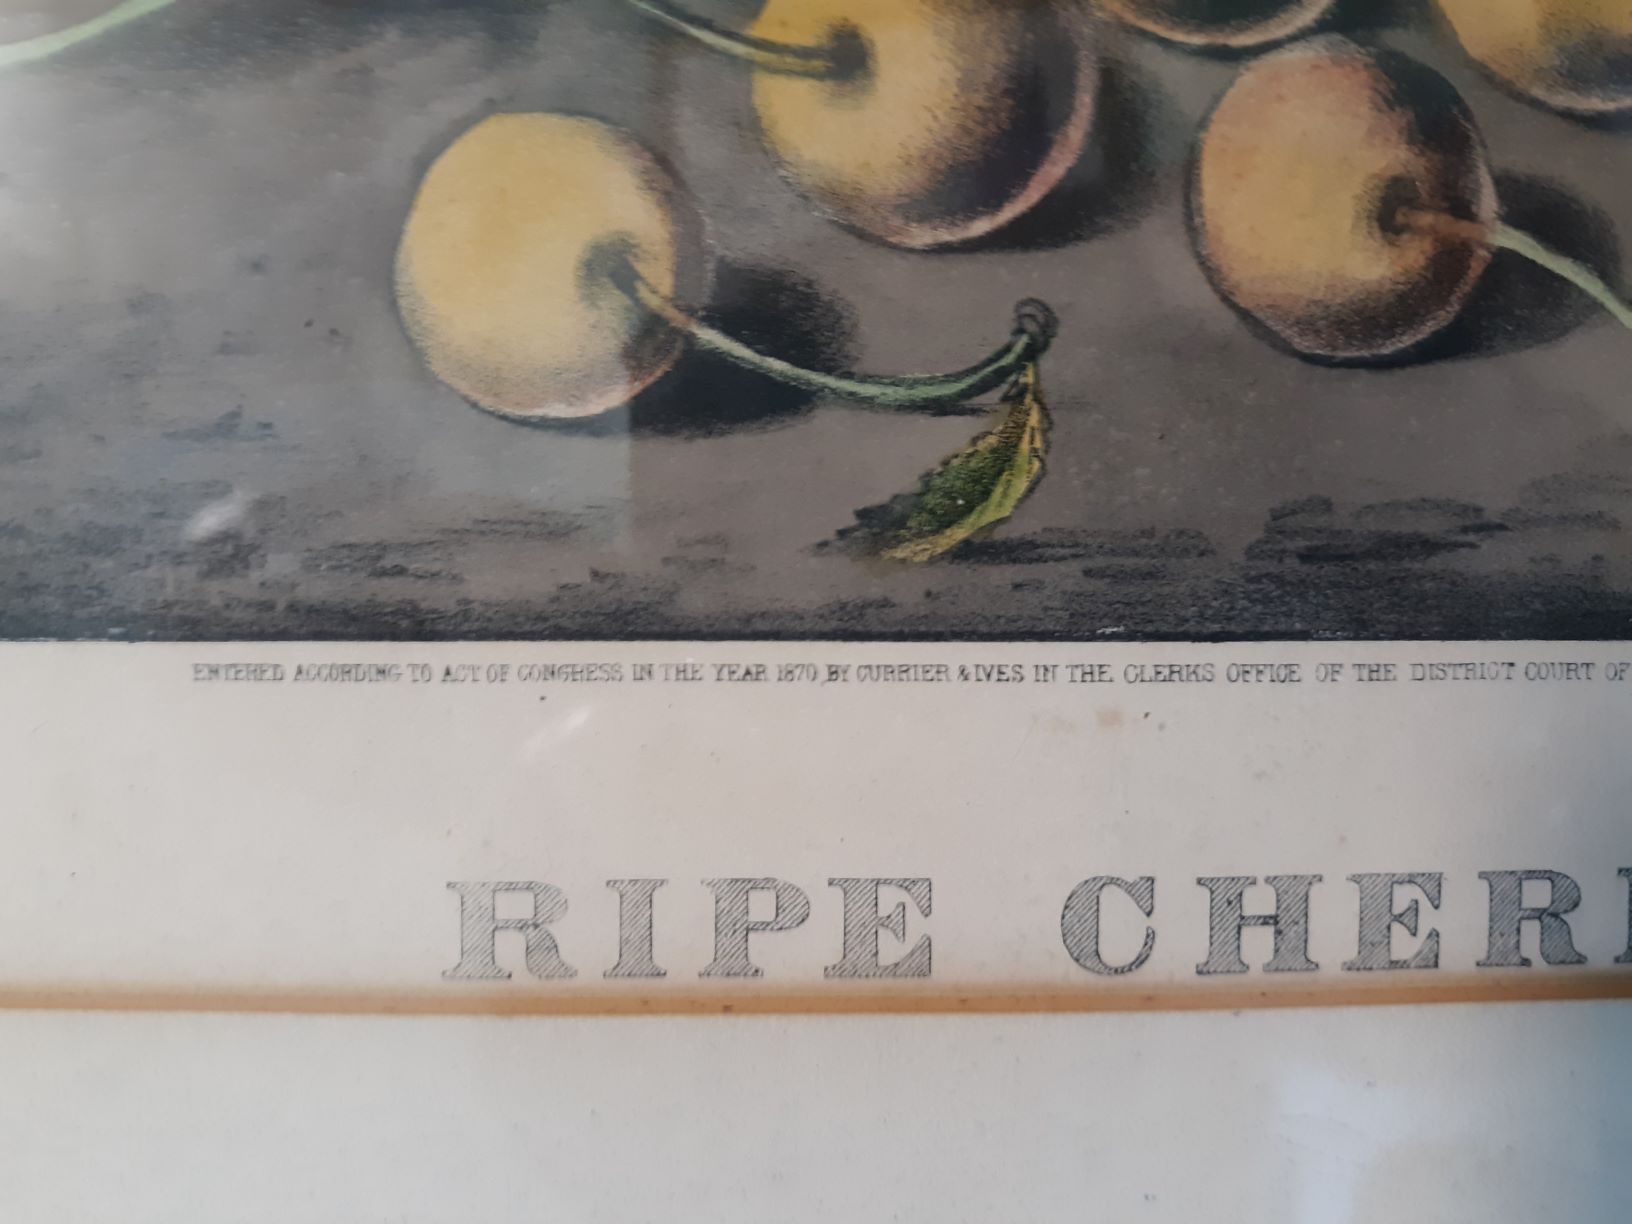 ENTERED ACCORDING TO ACT OF CONGRESS IN THE YEAR 1870, BY CURRIER & IVES IN THE CLERKS OFFICE OF THE DISTRICT COURT OF
RIPE CHER